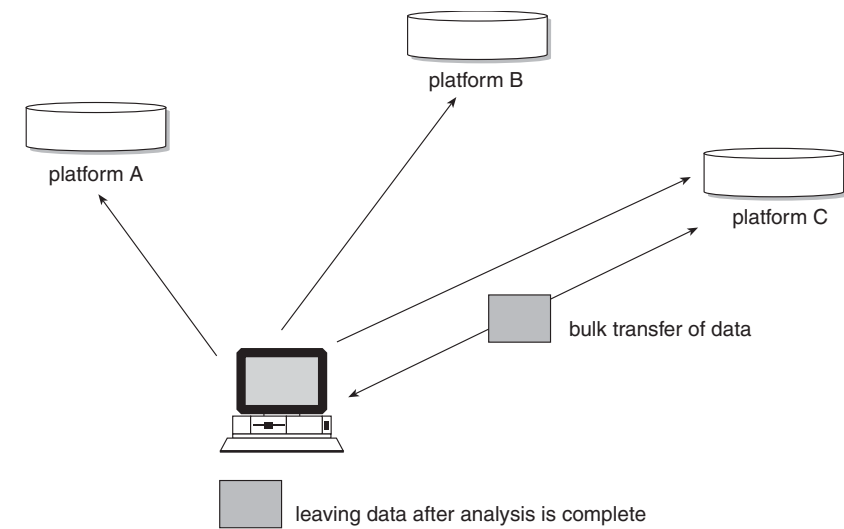 platform B
platform A
platform C
bulk transfer of data
leaving data after analysis is complete